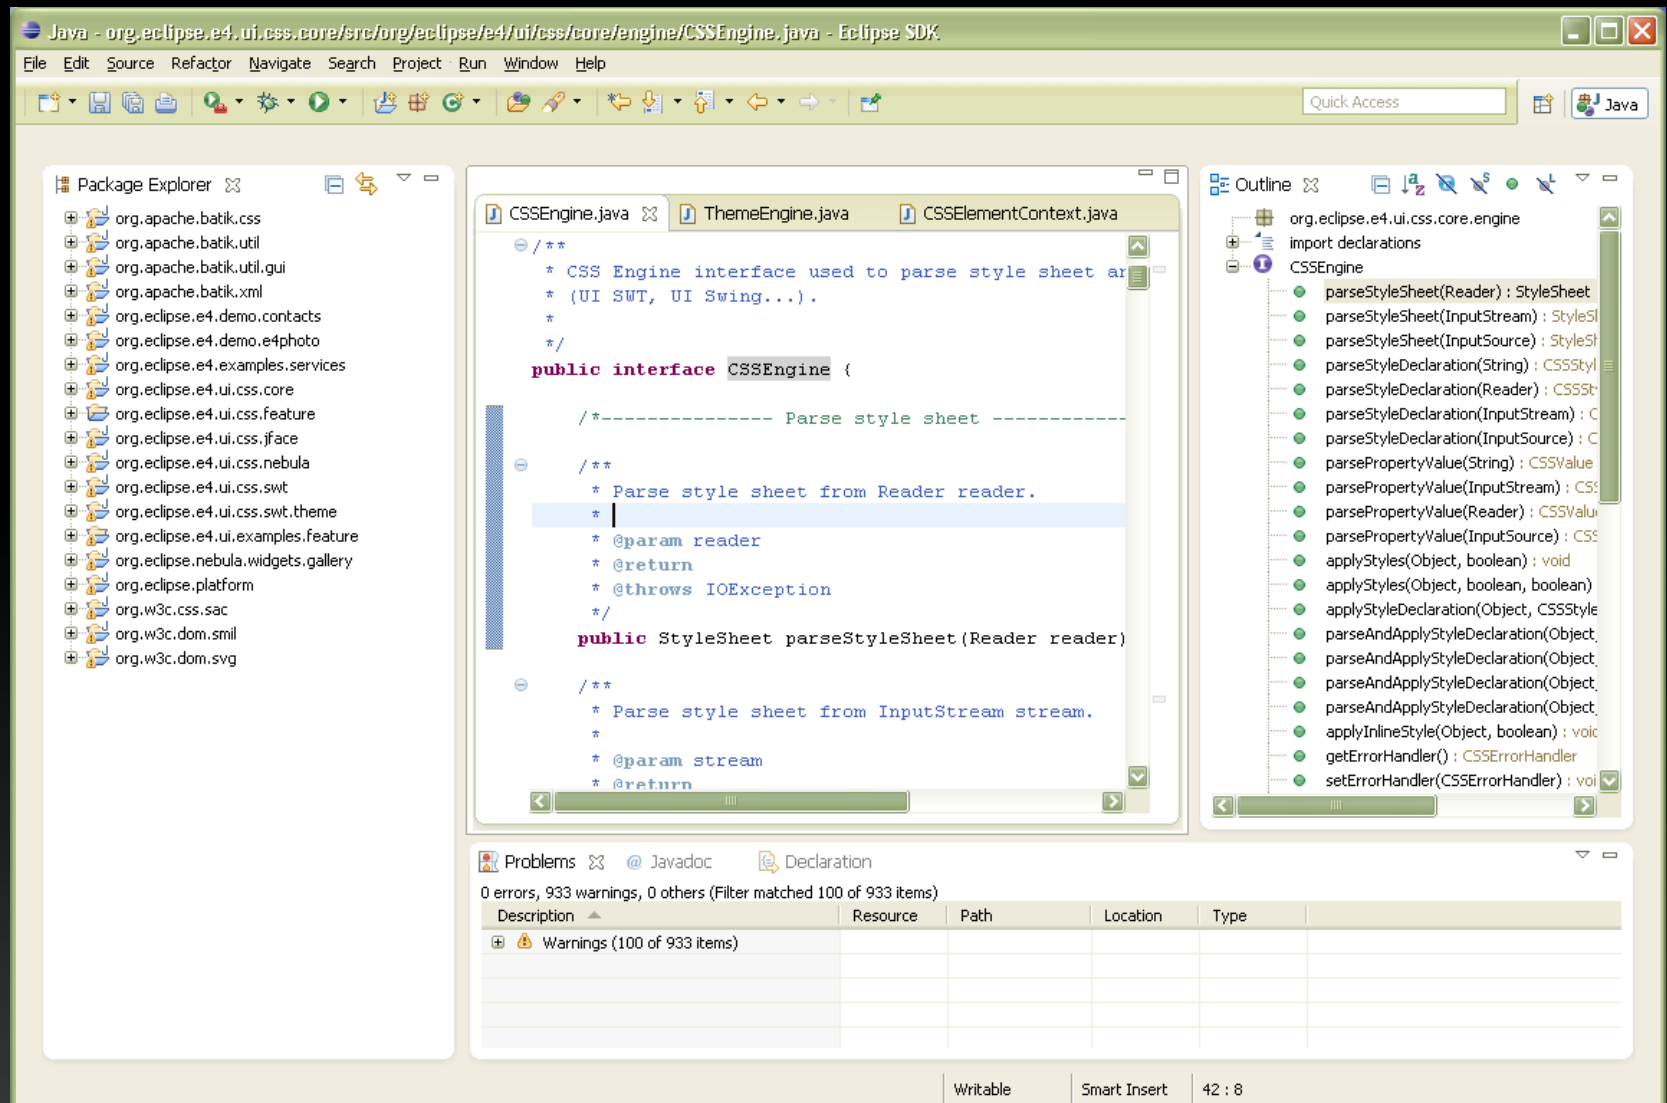 Java - org.eclipse.e4.ui.css.core/src/org/eclipse/e4/ui/css/core/engine/CSSEngine.java - Eclipse SDK
File Edit Source Refactor Navigate Search Project Run Window Help
Quick Access
Java
Package Explorer
org.apache.batik.css
org.apache.batik.util
org.apache.batik.util.gui
org.apache.batik.xml
org.eclipse.e4.demo.contacts
org.eclipse.e4.demo.e4photo
org.eclipse.e4.examples.services
org.eclipse.e4.ui.css.core
org.eclipse.e4.ui.css.feature
org.eclipse.e4.ui.css.jface
org.eclipse.e4.ui.css.nebula
org.eclipse.e4.ui.css.swt
org.eclipse.e4.ui.css.swt.theme
org.eclipse.e4.ui.examples.feature
org.eclipse.nebula.widgets.gallery
org.eclipse.platform
org.w3c.css.sac
org.w3c.dom.smil
org.w3c.dom.svg
CSSEngine.java ThemeEngine.java CSSElementContext.java
/**
* CSS Engine interface used to parse style sheet ar
* (UI SWT, UI Swing...).
*
*/
public interface CSSEngine {
/*--------------- Parse style sheet ------------
/**
* Parse style sheet from Reader reader.
*
* @param reader
* @return
* @throws IOException
*/
public StyleSheet parseStyleSheet(Reader reader)
/**
* Parse style sheet from InputStream stream.
*
* @param stream
* @return
Outline
org.eclipse.e4.ui.css.core.engine
import declarations
CSSEngine
parseStyleSheet(Reader) : StyleSheet
parseStyleSheet(InputStream) : StyleSl
parseStyleSheet(InputSource) : StyleSh
parseStyleDeclaration(String) : CSSStyl
parseStyleDeclaration(Reader) : CSSSt
parseStyleDeclaration(InputStream) : C
parseStyleDeclaration(InputSource) : C
parsePropertyValue(String) : CSSValue
parsePropertyValue(InputStream) : CSS
parsePropertyValue(Reader) : CSSValu
parsePropertyValue(InputSource) : CSS
applyStyles(Object, boolean) : void
applyStyles(Object, boolean, boolean)
applyStyleDeclaration(Object, CSSStyle
parseAndApplyStyleDeclaration(Object,
parseAndApplyStyleDeclaration(Object,
parseAndApplyStyleDeclaration(Object,
parseAndApplyStyleDeclaration(Object,
applyInlineStyle(Object, boolean) : voic
getErrorHandler() : CSSErrorHandler
setErrorHandler(CSSErrorHandler) : voi
Problems @ Javadoc Declaration
0 errors, 933 warnings, 0 others (Filter matched 100 of 933 items)
Description Resource Path Location Type
Warnings (100 of 933 items)
Writable Smart Insert 42 : 8